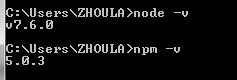 C:\Users\ZHOULA>node -v
v7.6.0
C:\Users\ZHOULA>npm -v
5.0.3